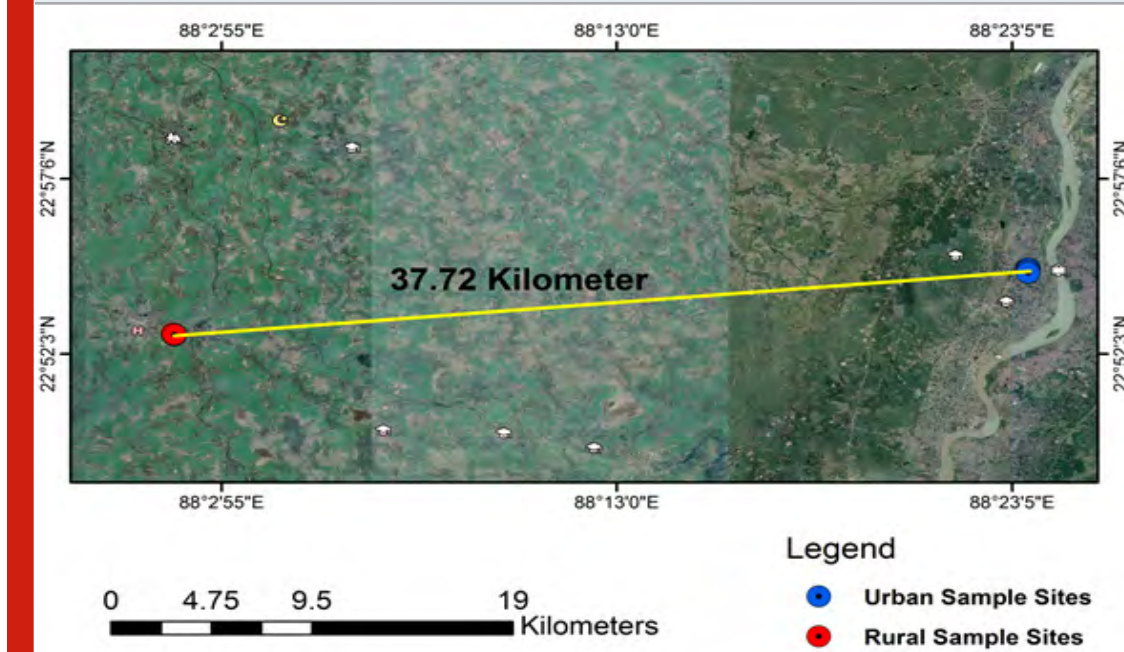 88°2'55"E 88°13'0"E 88°23'5"E
22°57'6"N 22°57'6"N
37.72 Kilometer
H
22°52'3"N 22°52'3"N
88°2'55"E 88°13'0"E 88°23'5"E
Legend
0 4.75 9.5 19
Kilometers
Urban Sample Sites
Rural Sample Sites